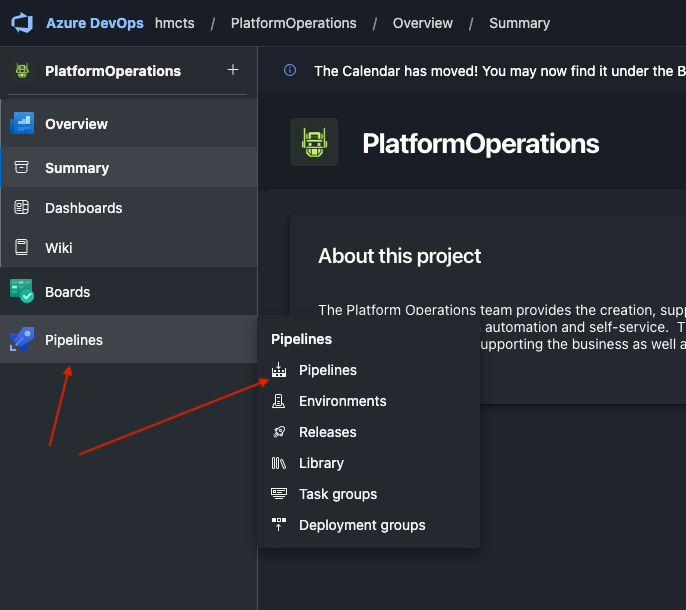 Azure DevOps hmcts / PlatformOperations / Overview / Summary
PlatformOperations +
The Calendar has moved! You may now find it under the B
Overview
Summary
Dashboards
Wiki
Boards
Pipelines
PlatformOperations
About this project
The Platform Operations team provides the creation, supp
automation and self-service. T
upporting the business as well a
Pipelines
Pipelines
Environments
Releases
Library
Task groups
Deployment groups